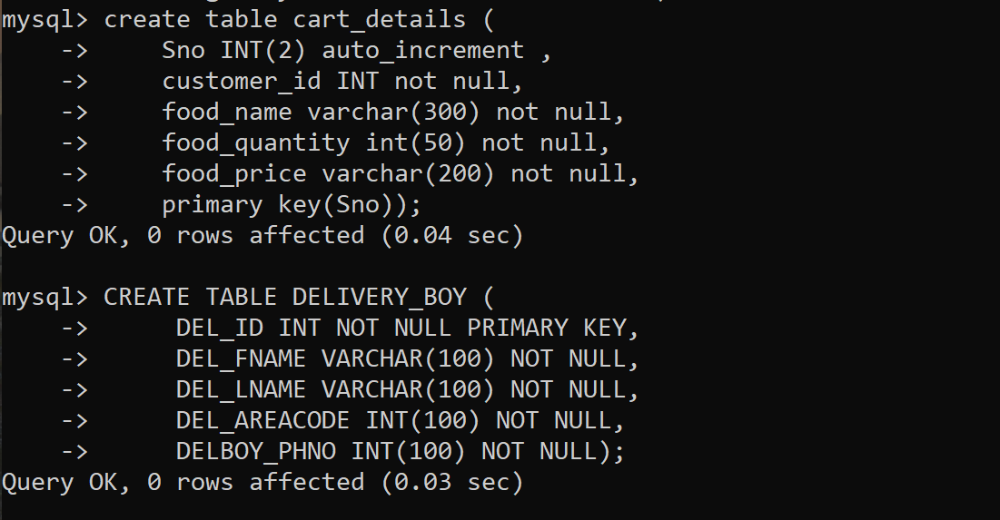 mysql> create table cart_details (
    ->     Sno INT(2) auto_increment ,
    ->     customer_id INT not null,
    ->     food_name varchar(300) not null,
    ->     food_quantity int(50) not null,
    ->     food_price varchar(200) not null,
    ->     primary key(Sno));
Query OK, 0 rows affected (0.04 sec)

mysql> CREATE TABLE DELIVERY_BOY (
    ->      DEL_ID INT NOT NULL PRIMARY KEY,
    ->      DEL_FNAME VARCHAR(100) NOT NULL,
    ->      DEL_LNAME VARCHAR(100) NOT NULL,
    ->      DEL_AREACODE INT(100) NOT NULL,
    ->      DELBOY_PHNO INT(100) NOT NULL);
Query OK, 0 rows affected (0.03 sec)